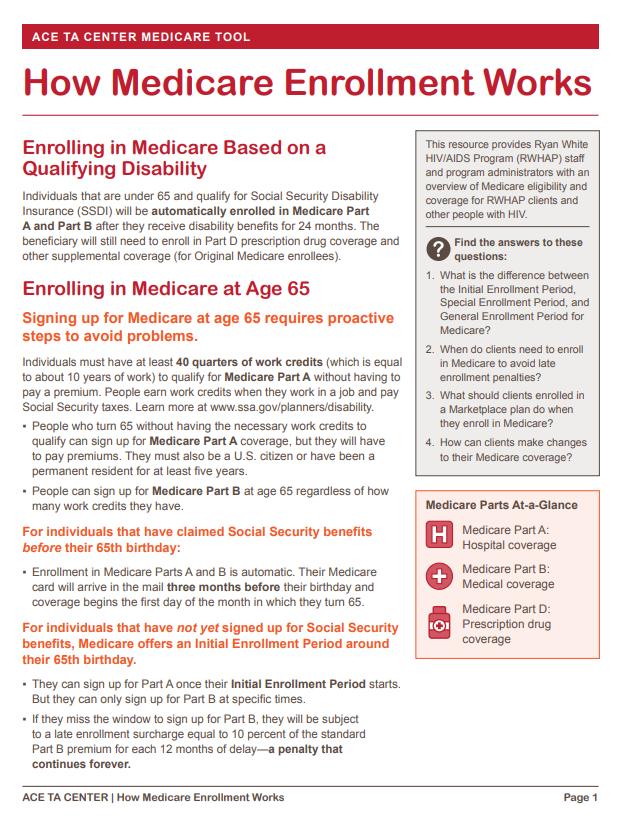 ACE TA CENTER MEDICARE TOOL
How Medicare Enrollment Works
Enrolling in Medicare Based on a
Qualifying Disability
Individuals that are under 65 and qualify for Social Security Disability
Insurance (SSDI) will be automatically enrolled in Medicare Part
A and Part B after they receive disability benefits for 24 months. The
beneficiary will still need to enroll in Part D prescription drug coverage and
other supplemental coverage (for Original Medicare enrollees).
Enrolling in Medicare at Age 65
Signing up for Medicare at age 65 requires proactive
steps to avoid problems.
Individuals must have at least 40 quarters of work credits (which is equal
to about 10 years of work) to qualify for Medicare Part A without having to
pay a premium. People earn work credits when they work in a job and pay
Social Security taxes. Learn more at www.ssa.gov/planners/disability.
▪ People who turn 65 without having the necessary work credits to
qualify can sign up for Medicare Part A coverage, but they will have
to pay premiums. They must also be a U.S. citizen or have been a
permanent resident for at least five years.
▪ People can sign up for Medicare Part B at age 65 regardless of how
many work credits they have.
For individuals that have claimed Social Security benefits
before their 65th birthday:
▪ Enrollment in Medicare Parts A and B is automatic. Their Medicare
card will arrive in the mail three months before their birthday and
coverage begins the first day of the month in which they turn 65.
For individuals that have not yet signed up for Social Security
benefits, Medicare offers an Initial Enrollment Period around
their 65th birthday.
▪ They can sign up for Part A once their Initial Enrollment Period starts.
But they can only sign up for Part B at specific times.
▪ If they miss the window to sign up for Part B, they will be subject
to a late enrollment surcharge equal to 10 percent of the standard
Part B premium for each 12 months of delay—a penalty that
continues forever.
This resource provides Ryan White
HIV/AIDS Program (RWHAP) staff
and program administrators with an
overview of Medicare eligibility and
coverage for RWHAP clients and
other people with HIV.
? Find the answers to these
questions:
1. What is the difference between
the Initial Enrollment Period,
Special Enrollment Period, and
General Enrollment Period for
Medicare?
2. When do clients need to enroll
in Medicare to avoid late
enrollment penalties?
3. What should clients enrolled in
a Marketplace plan do when
they enroll in Medicare?
4. How can clients make changes
to their Medicare coverage?
Medicare Parts At-a-Glance
H Medicare Part A:
Hospital coverage
Medicare Part B:
Medical coverage
Medicare Part D:
Prescription drug
coverage
ACE TA CENTER | How Medicare Enrollment Works
Page 1